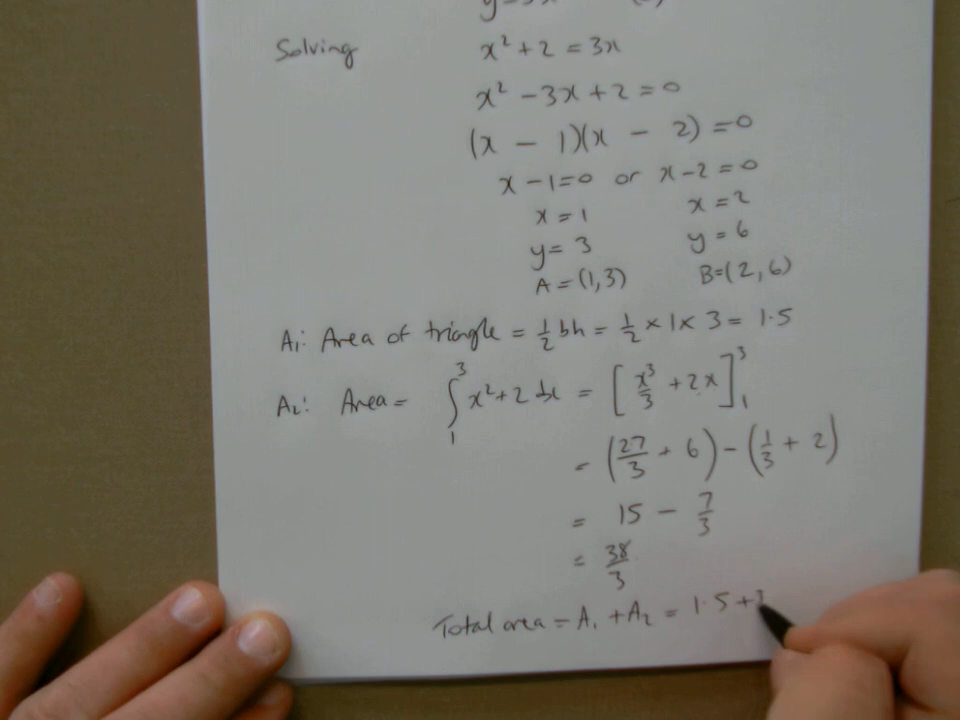 Solving x² + 2 = 3x
x² - 3x + 2 = 0
(x - 1)(x - 2) = 0
x - 1 = 0 or x - 2 = 0
x = 1 x = 2
y = 3 y = 6
A = (1, 3) B = (2, 6)
A₁: Area of triangle = ½ bh = ½ × 1 × 3 = 1·5
A₂: Area = ∫₁³ x² + 2 dx = [x³/3 + 2x]₁³
= (27/3 + 6) - (1/3 + 2)
= 15 - 7/3
= 38/3
Total area = A₁ + A₂ = 1·5 +